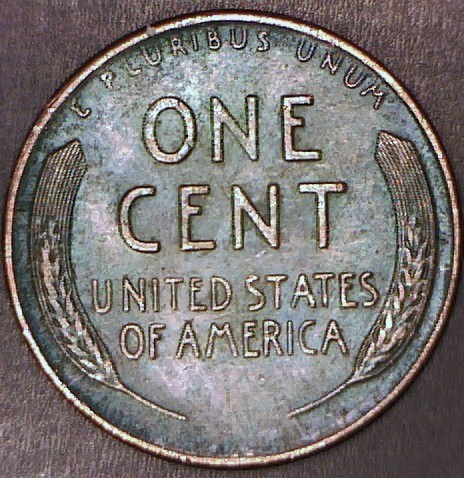 E PLURIBUS UNUM
ONE
CENT
UNITED STATES
OF AMERICA